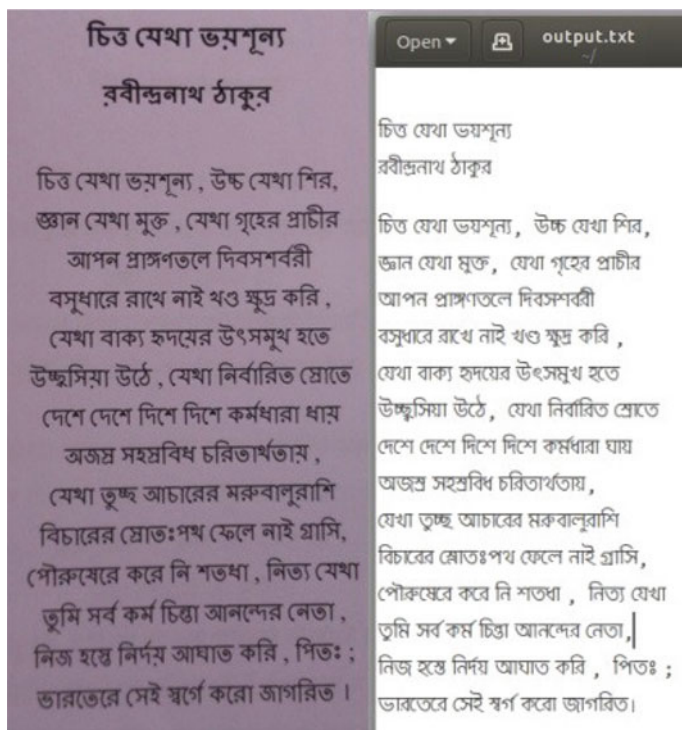 চিত্ত যেথা ভয়শূন্য
রবীন্দ্রনাথ ঠাকুর
চিত্ত যেথা ভয়শূন্য , উচ্চ যেথা শির,
জ্ঞান যেথা মুক্ত , যেথা গৃহের প্রাচীর
আপন প্রাঙ্গণতলে দিবসশর্বরী
বসুধারে রাখে নাই খণ্ড ক্ষুদ্র করি ,
যেথা বাক্য হৃদয়ের উৎসমুখ হতে
উচ্ছ্বসিয়া উঠে , যেথা নির্বারিত স্রোতে
দেশে দেশে দিশে দিশে কর্মধারা ধায়
অজস্র সহস্রবিধ চরিতার্থতায় ,
যেথা তুচ্ছ আচারের মরুবালুরাশি
বিচারের স্রোতঃপথ ফেলে নাই গ্রাসি,
পৌরুষেরে করে নি শতধা , নিত্য যেথা
তুমি সর্ব কর্ম চিন্তা আনন্দের নেতা ,
নিজ হস্তে নির্দয় আঘাত করি , পিতঃ ;
ভারতেরে সেই স্বর্গে করো জাগরিত ।
Open output.txt
~/
চিত্ত যেথা ভয়শূন্য
রবীন্দ্রনাথ ঠাকুর
চিত্ত যেথা ভয়শূন্য , উচ্চ যেখা শির,
জ্ঞান যেথা মুক্ত, যেথা গৃহের প্রাচীর
আপন প্রাঙ্গণতলে দিবসশবরী
বসুধারে রাখে নাই খণ্ড ক্ষুদ্র করি ,
যেথা বাক্য হৃদয়ের উৎসমুখ হতে
উচ্ছ্বসিয়া উঠে , যেথা নির্বারিত স্রোতে
দেশে দেশে দিশে দিশে কর্মধারা ঘায়
অজস্র সহস্রবিধ চরিতার্থতায়,
যেখা তুচ্ছ আচারের মরুবালুরাশি
বিচারের স্রোতঃপথ ফেলে নাই গ্রাসি,
পৌরুষেরে করে নি শতধা , নিত্য যেখা
তুমি সর্ব কর্ম চিন্তা আনন্দের নেতা,
নিজ হস্তে নির্দয় আঘাত করি , পিতঃ ;
ভারতেরে সেই স্বর্গ করো জাগরিত।